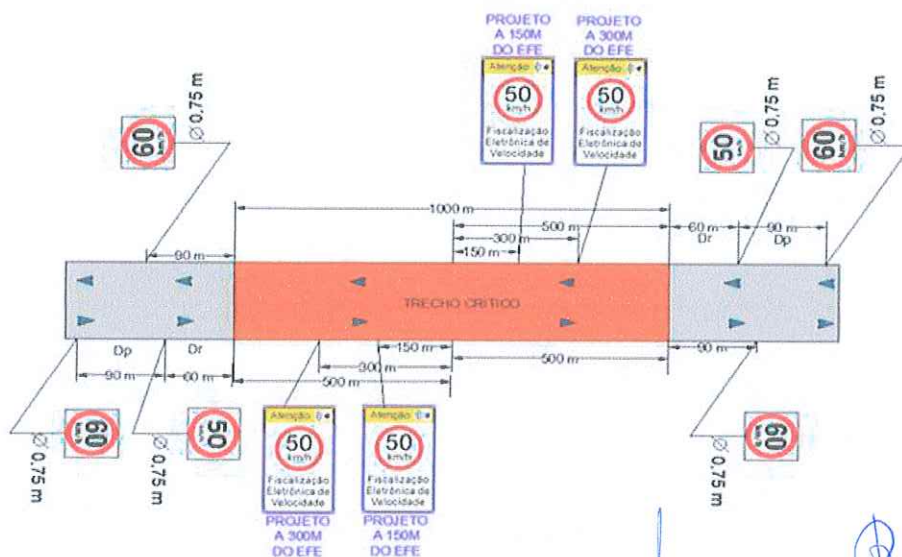 PROJETO
A 150M
DO EFE
PROJETO
A 300M
DO EFE
Atenção
50
km/h
Fiscalização
Eletrônica de
Velocidade
Atenção
50
km/h
Fiscalização
Eletrônica de
Velocidade
60
km/h
Ø 0,75 m
50
km/h
Ø 0,75 m
60
km/h
Ø 0,75 m
1000 m
500 m
60 m
90 m
300 m
Dr
Dp
150 m
90 m
TRECHO CRÍTICO
Dp
Dr
150 m
90 m
90 m
60 m
300 m
500 m
500 m
60
km/h
Ø 0,75 m
50
km/h
Ø 0,75 m
Atenção
50
km/h
Fiscalização
Eletrônica de
Velocidade
Atenção
50
km/h
Fiscalização
Eletrônica de
Velocidade
Ø 0,75 m
60
km/h
PROJETO
A 300M
DO EFE
PROJETO
A 150M
DO EFE